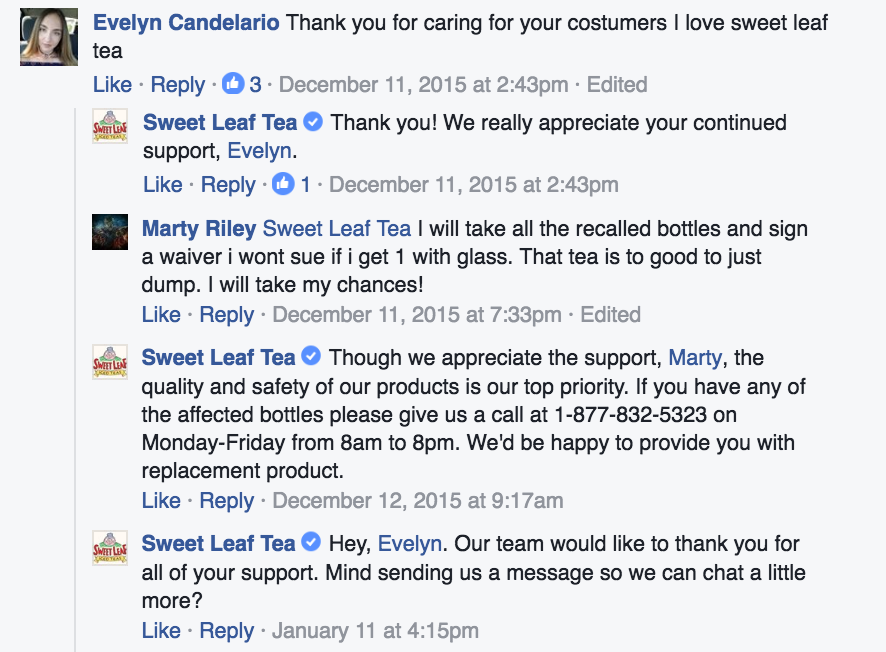 Evelyn Candelario Thank you for caring for your costumers I love sweet leaf
tea
Like · Reply · 3 · December 11, 2015 at 2:43pm · Edited
SWEET LEAF
Sweet Leaf Tea Thank you! We really appreciate your continued
support, Evelyn.
Like · Reply · 1 · December 11, 2015 at 2:43pm
Marty Riley Sweet Leaf Tea I will take all the recalled bottles and sign
a waiver i wont sue if i get 1 with glass. That tea is to good to just
dump. I will take my chances!
Like · Reply · December 11, 2015 at 7:33pm · Edited
SWEET LEAF
Sweet Leaf Tea Though we appreciate the support, Marty, the
quality and safety of our products is our top priority. If you have any of
the affected bottles please give us a call at 1-877-832-5323 on
Monday-Friday from 8am to 8pm. We'd be happy to provide you with
replacement product.
Like · Reply · December 12, 2015 at 9:17am
SWEET LEAF
Sweet Leaf Tea Hey, Evelyn. Our team would like to thank you for
all of your support. Mind sending us a message so we can chat a little
more?
Like · Reply · January 11 at 4:15pm